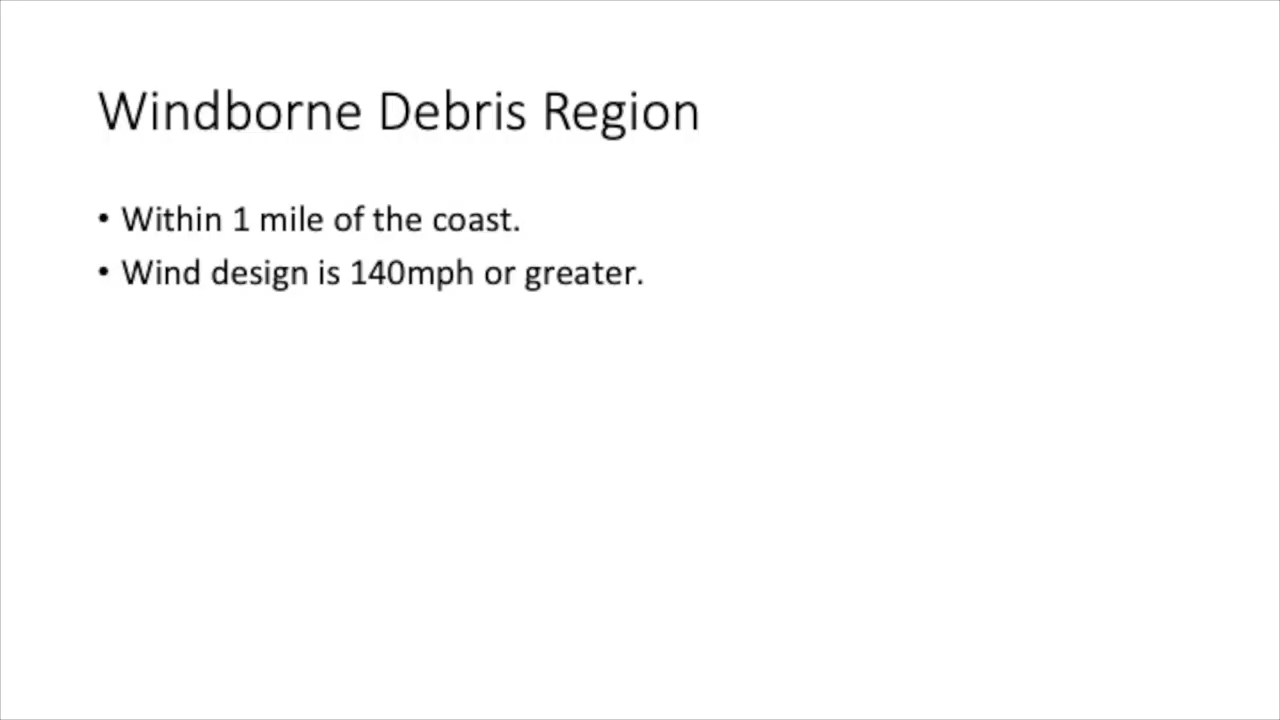 Windborne Debris Region
• Within 1 mile of the coast.
• Wind design is 140mph or greater.